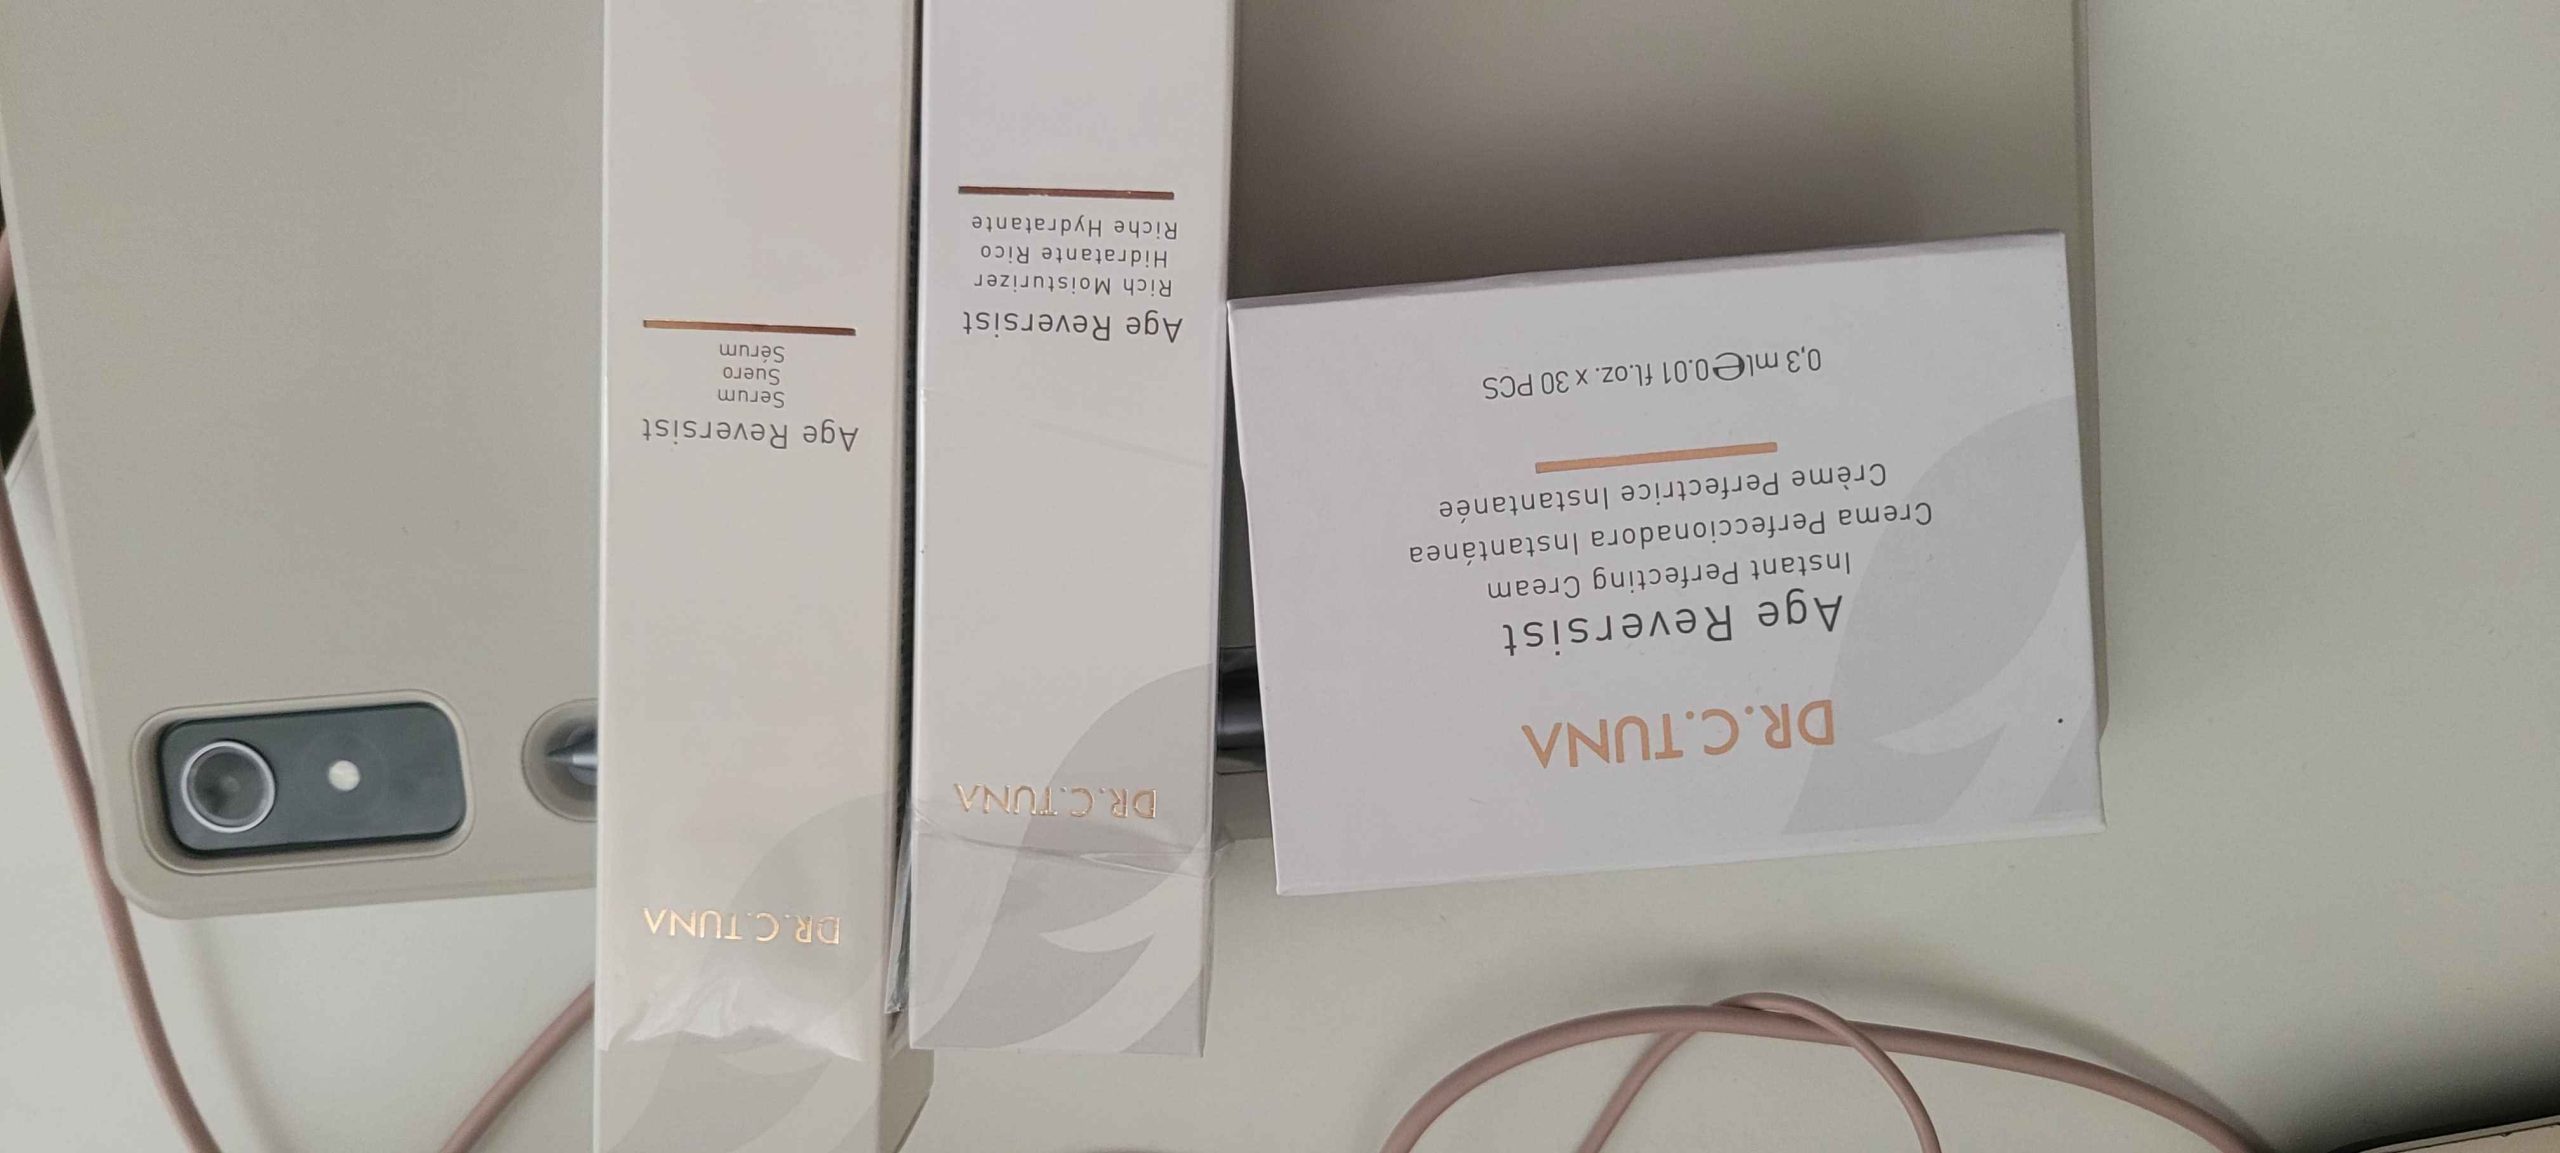 DR.C.TUNA
Age Reversist
Instant Perfecting Cream
Crema Perfeccionadora Instantánea
Crème Perfectrice Instantanée
0,3 ml℮0.01 fl.oz. x 30 PCS
DR.C.TUNA
Age Reversist
Rich Moisturizer
Hidratante Rico
Riche Hydratante
DR.C.TUNA
Age Reversist
Serum
Suero
Sérum